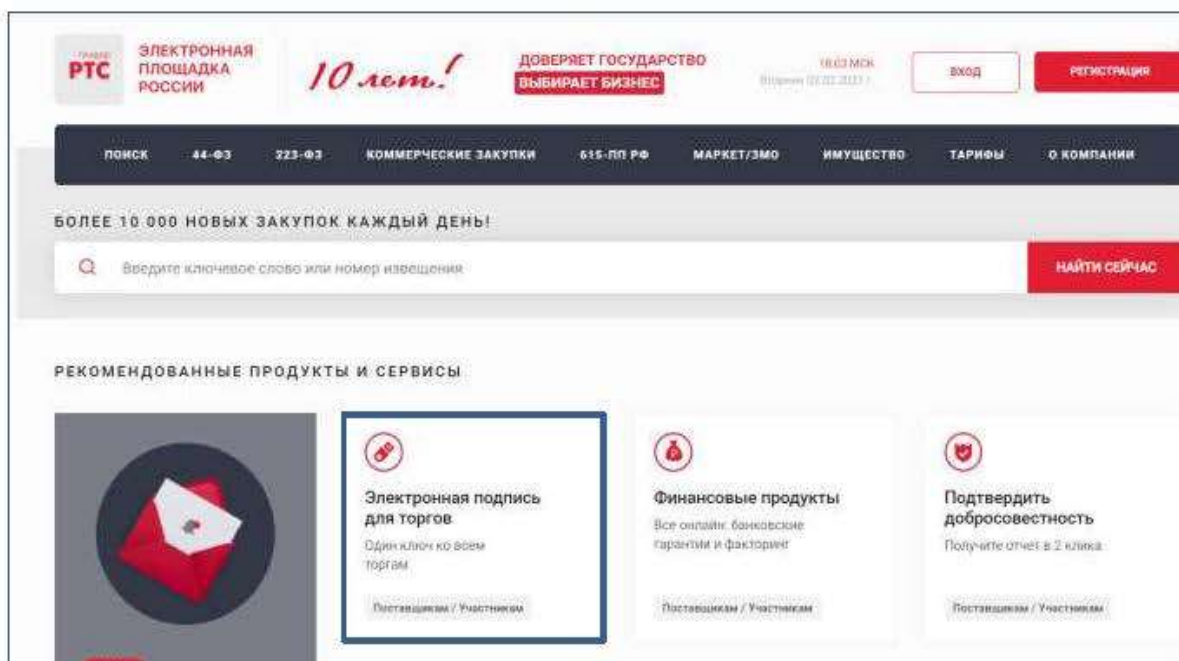 РТС
ЭЛЕКТРОННАЯ
ПЛОЩАДКА
РОССИИ
10 лет!
ДОВЕРЯЕТ ГОСУДАРСТВО
ВЫБИРАЕТ БИЗНЕС
18:03 МСК
ВХОД
РЕГИСТРАЦИЯ
ПОИСК 44-ФЗ 223-ФЗ КОММЕРЧЕСКИЕ ЗАКУПКИ 615-ПП РФ МАРКЕТ/ЗМО ИМУЩЕСТВО ТАРИФЫ О КОМПАНИИ
БОЛЕЕ 10 000 НОВЫХ ЗАКУПОК КАЖДЫЙ ДЕНЬ!
Введите ключевое слово или номер извещения
НАЙТИ СЕЙЧАС
РЕКОМЕНДОВАННЫЕ ПРОДУКТЫ И СЕРВИСЫ
Электронная подпись
для торгов
Один ключ ко всем
торгам
Поставщикам / Участникам
Финансовые продукты
Все онлайн: банковские
гарантии и факторинг
Поставщикам / Участникам
Подтвердить
добросовестность
Получите отчет в 2 клика
Поставщикам / Участникам